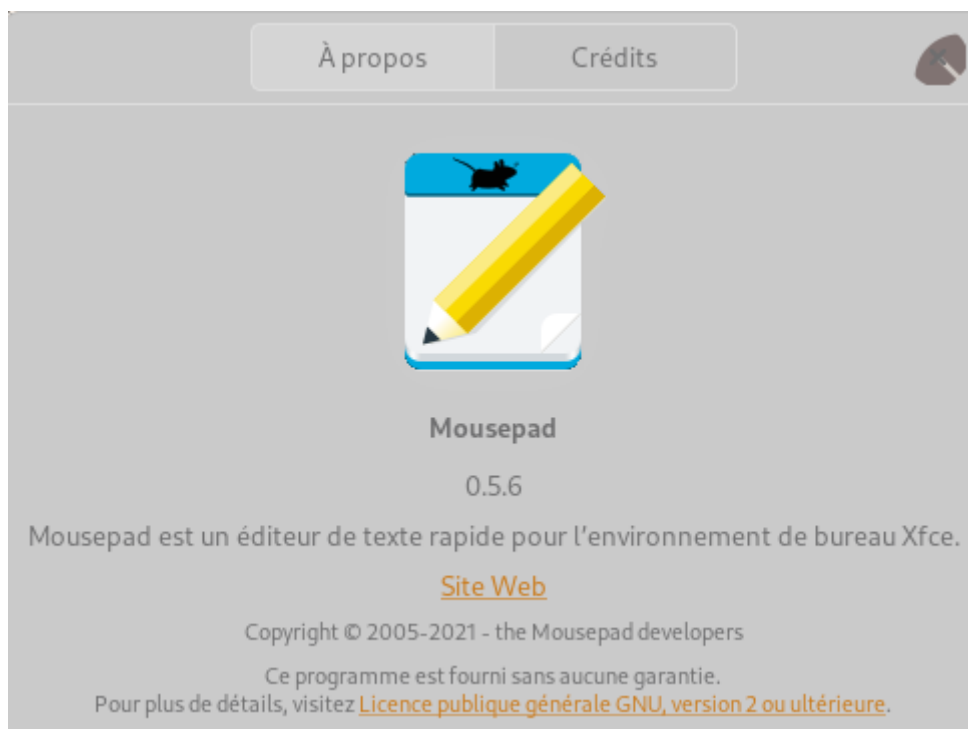 À propos
Crédits
Mousepad
0.5.6
Mousepad est un éditeur de texte rapide pour l’environnement de bureau Xfce.
Site Web
Copyright © 2005-2021 - the Mousepad developers
Ce programme est fourni sans aucune garantie.
Pour plus de détails, visitez Licence publique générale GNU, version 2 ou ultérieure.